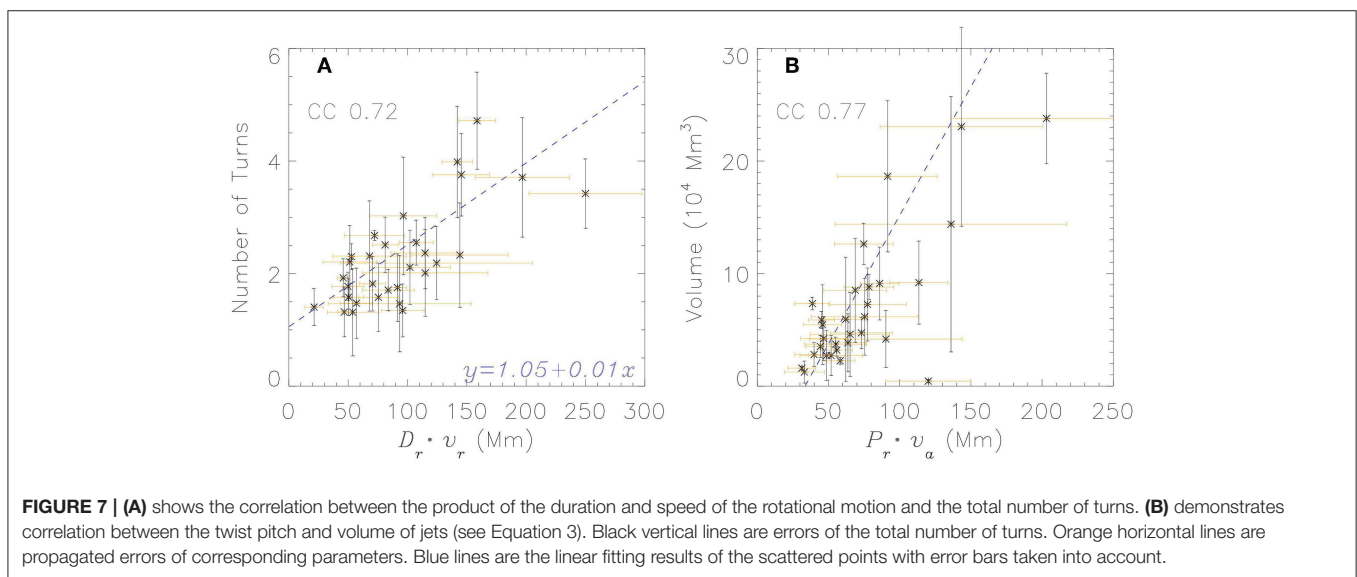 A
CC 0.72
Number of Turns
6
4
2
0
y=1.05+0.01x
0 50 100 150 200 250 300
D_r · v_r (Mm)
B
CC 0.77
Volume (10⁴ Mm³)
30
20
10
0
0 50 100 150 200 250
P_r · v_a (Mm)
FIGURE 7 | (A) shows the correlation between the product of the duration and speed of the rotational motion and the total number of turns. (B) demonstrates
correlation between the twist pitch and volume of jets (see Equation 3). Black vertical lines are errors of the total number of turns. Orange horizontal lines are
propagated errors of corresponding parameters. Blue lines are the linear fitting results of the scattered points with error bars taken into account.